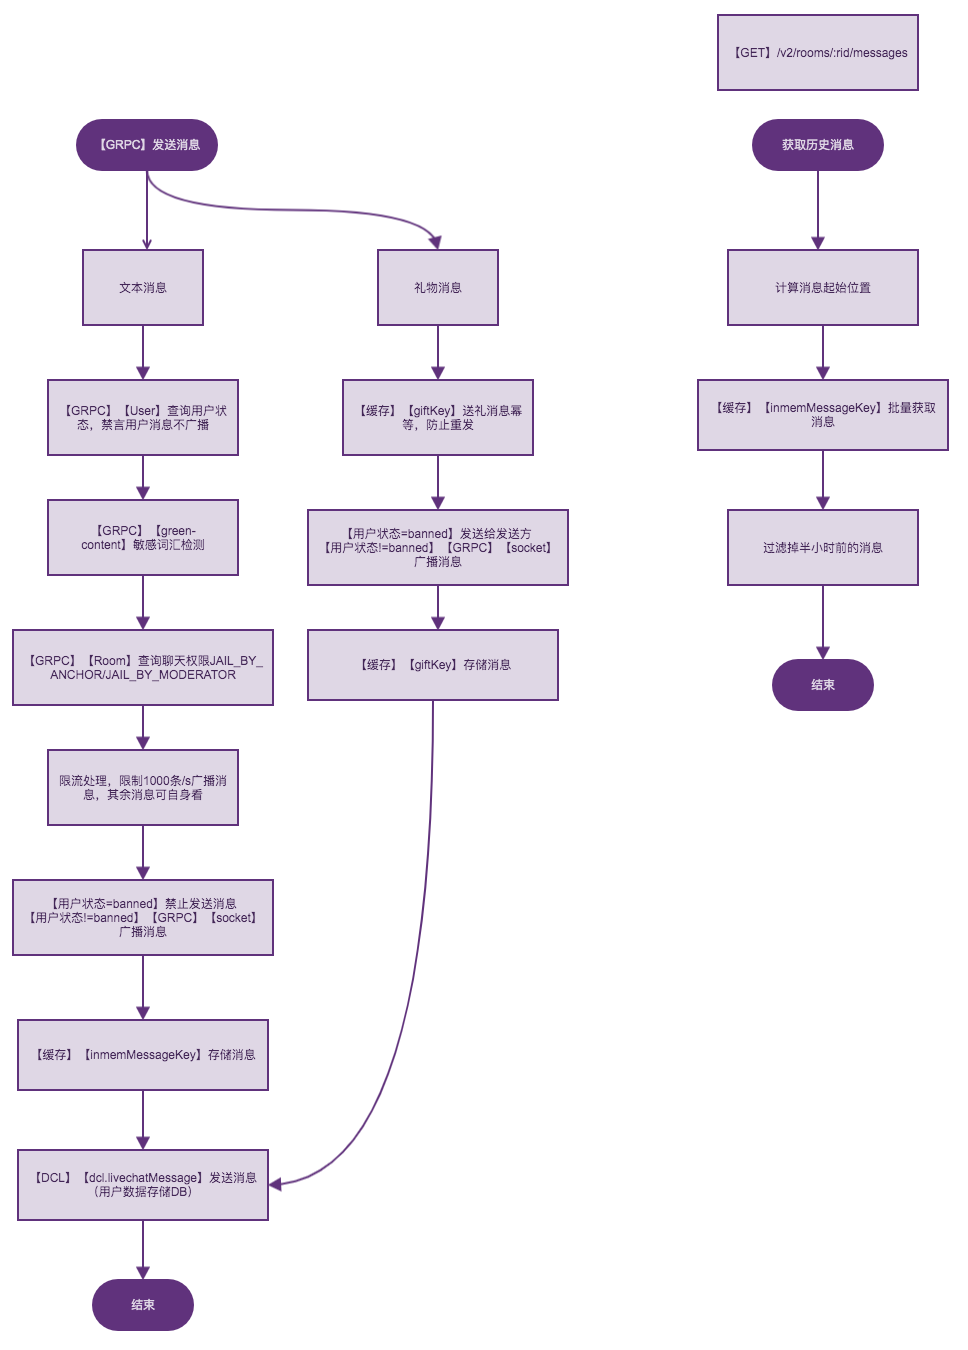 【GRPC】发送消息
文本消息
【GRPC】【User】查询用户状
态，禁言用户消息不广播
【GRPC】【green-
content】敏感词汇检测
【GRPC】【Room】查询聊天权限JAIL_BY_
ANCHOR/JAIL_BY_MODERATOR
限流处理，限制1000条/s广播消
息，其余消息可自身看
【用户状态=banned】禁止发送消息
【用户状态!=banned】【GRPC】【socket】
广播消息
【缓存】【inmemMessageKey】存储消息
【DCL】【dcl.livechatMessage】发送消息
（用户数据存储DB）
结束
礼物消息
【缓存】【giftKey】送礼消息幂
等，防止重发
【用户状态=banned】发送给发送方
【用户状态!=banned】【GRPC】【socket】
广播消息
【缓存】【giftKey】存储消息
【GET】/v2/rooms/:rid/messages
获取历史消息
计算消息起始位置
【缓存】【inmemMessageKey】批量获取
消息
过滤掉半小时前的消息
结束